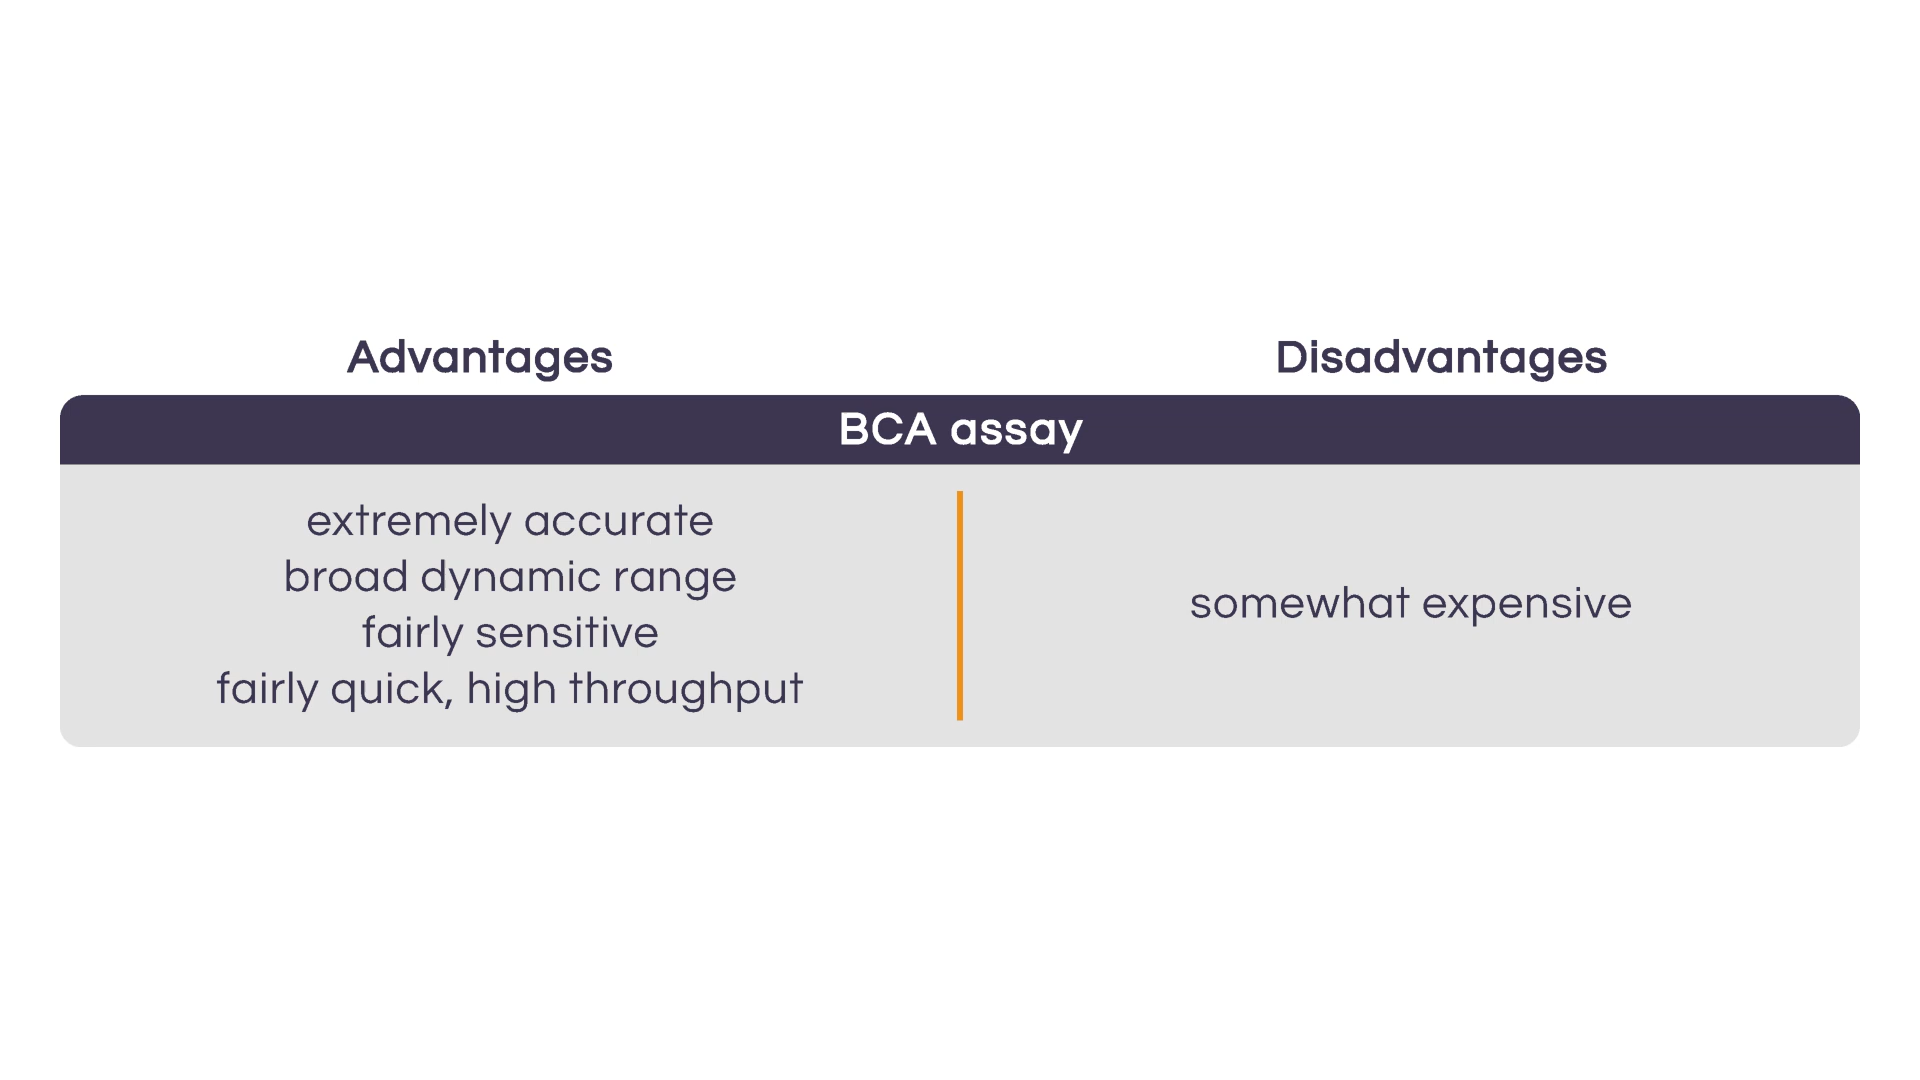 Advantages
Disadvantages
BCA assay
extremely accurate
broad dynamic range
fairly sensitive
fairly quick, high throughput
somewhat expensive